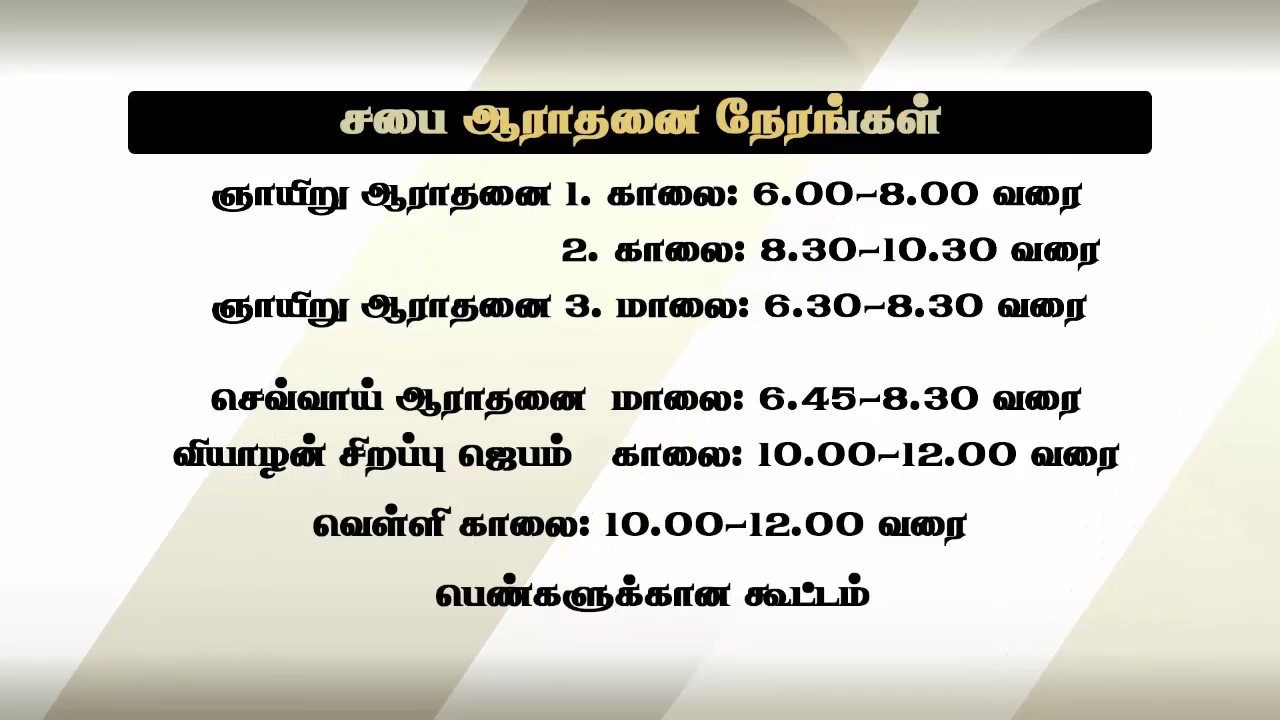 சபை ஆராதனை நேரங்கள்
ஞாயிறு ஆராதனை 1. காலை: 6.00-8.00 வரை
2. காலை: 8.30-10.30 வரை
ஞாயிறு ஆராதனை 3. மாலை: 6.30-8.30 வரை
செவ்வாய் ஆராதனை மாலை: 6.45-8.30 வரை
வியாழன் சிறப்பு ஜெபம் காலை: 10.00-12.00 வரை
வெள்ளி காலை: 10.00-12.00 வரை
பெண்களுக்கான கூட்டம்